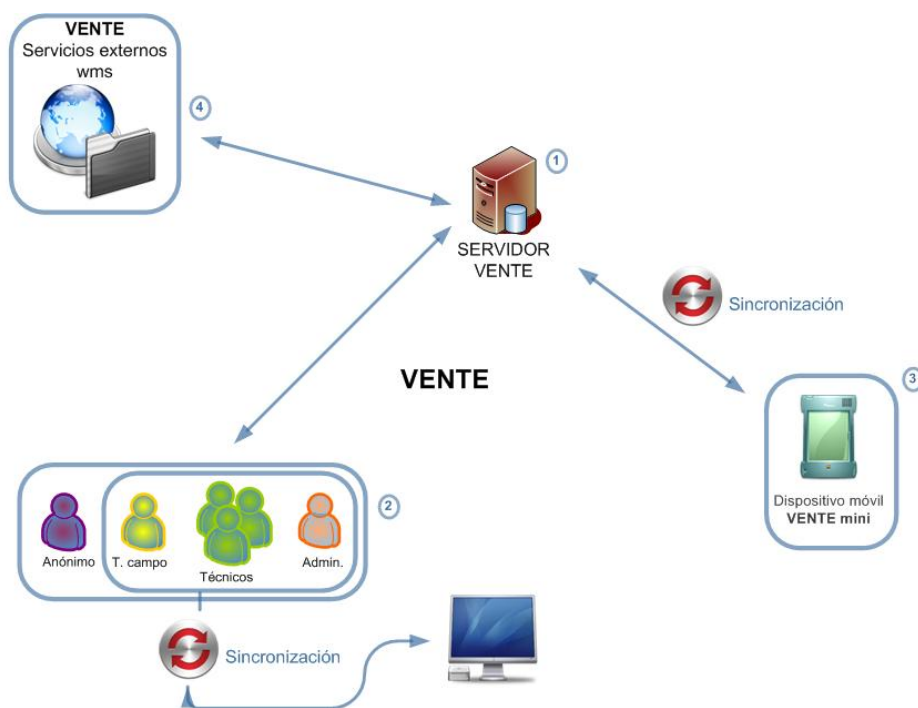 VENTE
Servicios externos
wms
4
1
SERVIDOR
VENTE
Sincronización
VENTE
3
Dispositivo móvil
VENTE mini
2
Anónimo
T. campo
Técnicos
Admin.
Sincronización